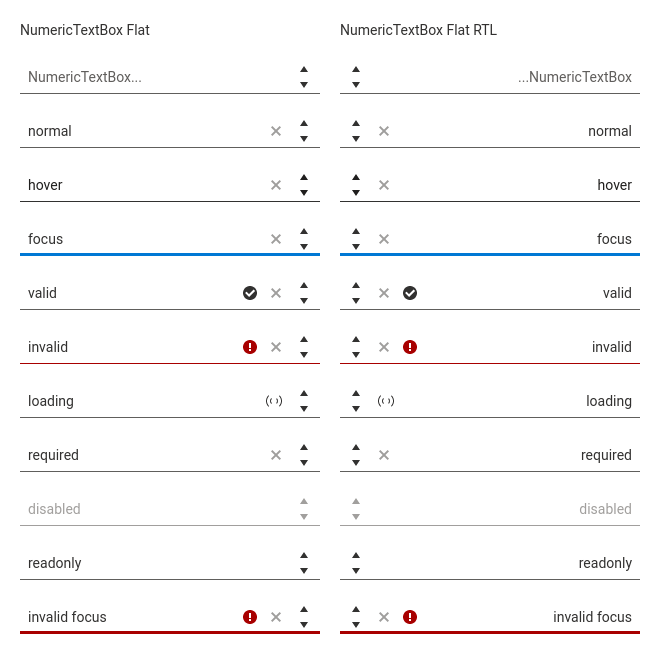 NumericTextBox Flat
NumericTextBox...
normal
hover
focus
valid
invalid
loading
required
disabled
readonly
invalid focus
NumericTextBox Flat RTL
...NumericTextBox
normal
hover
focus
valid
invalid
loading
required
disabled
readonly
invalid focus